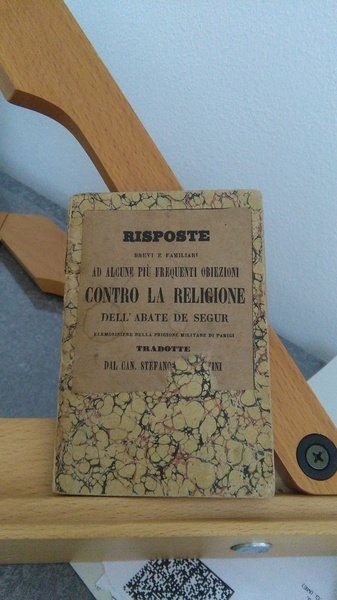 RISPOSTE
BREVI E FAMILIARI
AD ALCUNE PIÙ FREQUENTI OBIEZIONI
CONTRO LA RELIGIONE
DELL'ABATE DE SEGUR
ELEMOSINIERE DELLA PRIGIONE MILITARE DI PARIGI
TRADOTTE
DAL CAN. STEFANO